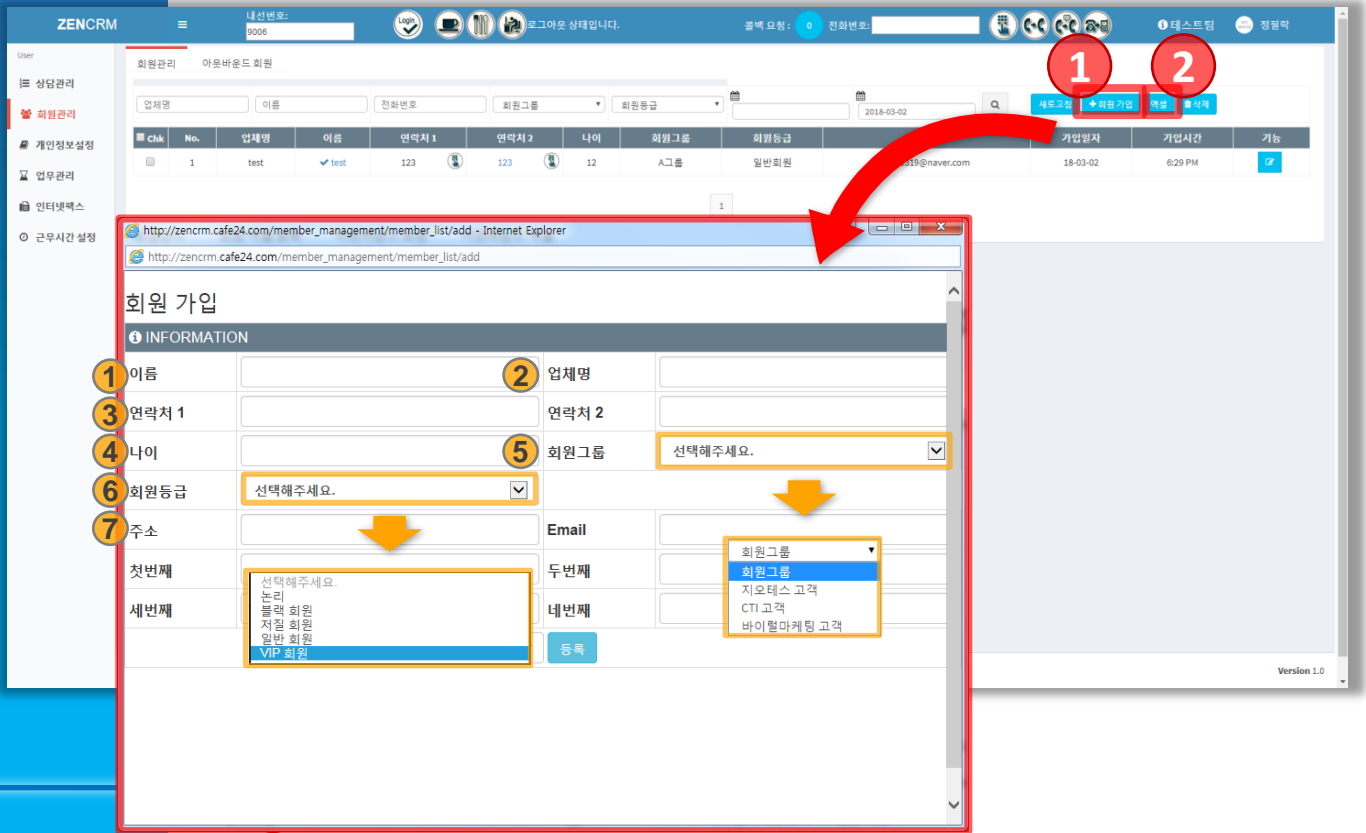 ZENCRM
내선번호:
9006
Login
로그아웃 상태입니다.
콜백 요청: 0 전화번호:
테스트팀
정필락
User
상담관리
회원관리
개인정보설정
업무관리
인터넷팩스
근무시간 설정
회원관리 아웃바운드 회원
1 2
업체명 이름 전화번호 회원그룹 회원등급 2018-03-02 새로고침 회원 가입 엑셀 삭제
Chk No. 업체명 이름 연락처 1 연락처 2 나이 회원그룹 회원등급 가입일자 가입시간 기능
1 test test 123 123 12 A그룹 일반회원 319@naver.com 18-03-02 6:29 PM
1
http://zencrm.cafe24.com/member_management/member_list/add - Internet Explorer
http://zencrm.cafe24.com/member_management/member_list/add
회원 가입
INFORMATION
1 이름 2 업체명
3 연락처 1 연락처 2
4 나이 5 회원그룹 선택해주세요.
6 회원등급 선택해주세요.
7 주소 Email
첫번째 두번째
세번째 네번째
선택해주세요.
논리
블랙 회원
저질 회원
일반 회원
VIP 회원
회원그룹
회원그룹
지오테스 고객
CTI 고객
바이럴마케팅 고객
등록
Version 1.0